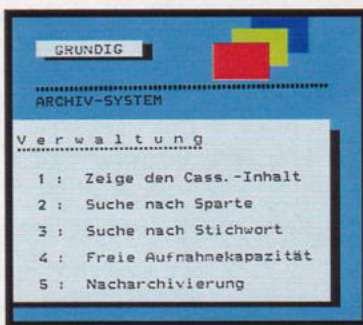 GRUNDIG
ARCHIV-SYSTEM
Verwaltung
1 : Zeige den Cass.-Inhalt
2 : Suche nach Sparte
3 : Suche nach Stichwort
4 : Freie Aufnahmekapazität
5 : Nacharchivierung